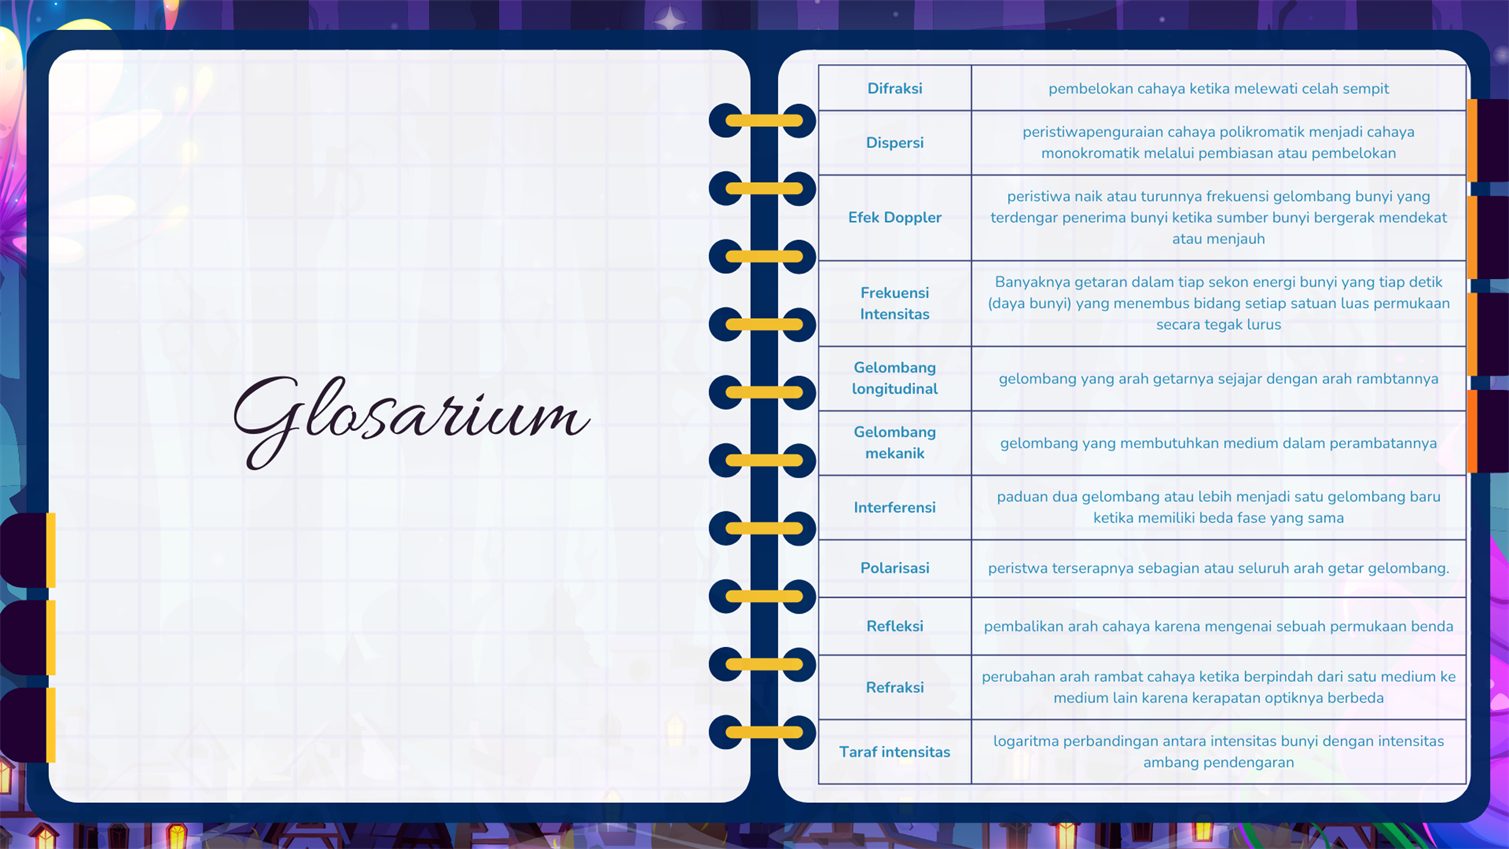 Glosarium
Difraksi
pembelokan cahaya ketika melewati celah sempit
Dispersi
peristiwapenguraian cahaya polikromatik menjadi cahaya
monokromatik melalui pembiasan atau pembelokan
Efek Doppler
peristiwa naik atau turunnya frekuensi gelombang bunyi yang
terdengar penerima bunyi ketika sumber bunyi bergerak mendekat
atau menjauh
Frekuensi
Intensitas
Banyaknya getaran dalam tiap sekon energi bunyi yang tiap detik
(daya bunyi) yang menembus bidang setiap satuan luas permukaan
secara tegak lurus
Gelombang
longitudinal
gelombang yang arah getarnya sejajar dengan arah rambtannya
Gelombang
mekanik
gelombang yang membutuhkan medium dalam perambatannya
Interferensi
paduan dua gelombang atau lebih menjadi satu gelombang baru
ketika memiliki beda fase yang sama
Polarisasi
peristwa terserapnya sebagian atau seluruh arah getar gelombang.
Refleksi
pembalikan arah cahaya karena mengenai sebuah permukaan benda
Refraksi
perubahan arah rambat cahaya ketika berpindah dari satu medium ke
medium lain karena kerapatan optiknya berbeda
Taraf intensitas
logaritma perbandingan antara intensitas bunyi dengan intensitas
ambang pendengaran